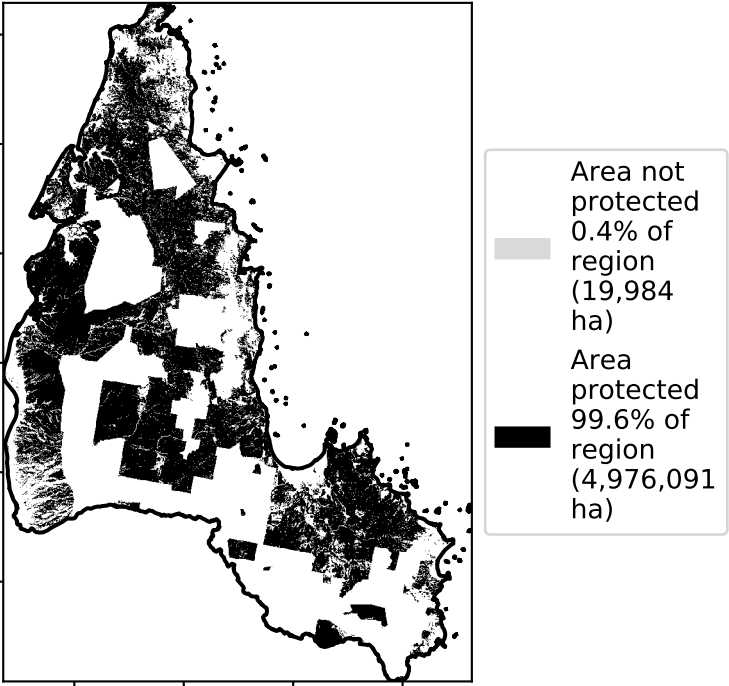 Area not
protected
0.4% of
region
(19,984
ha)
Area
protected
99.6% of
region
(4,976,091
ha)